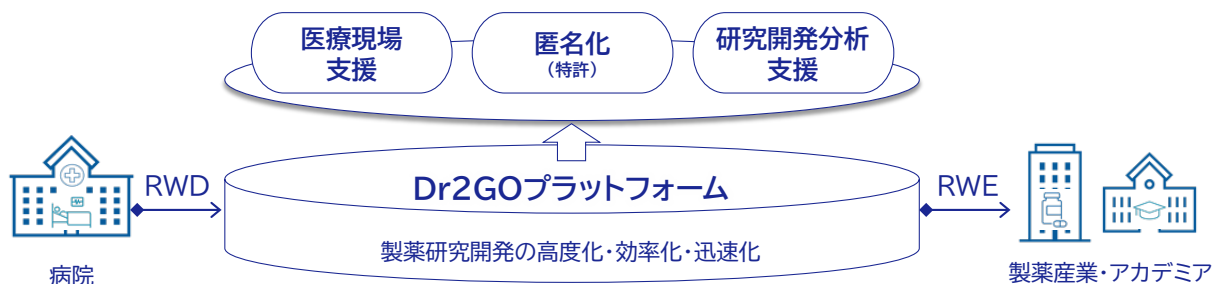 医療現場
支援
匿名化
（特許）
研究開発分析
支援
RWD
Dr2GOプラットフォーム
RWE
製薬研究開発の高度化・効率化・迅速化
病院
製薬産業・アカデミア